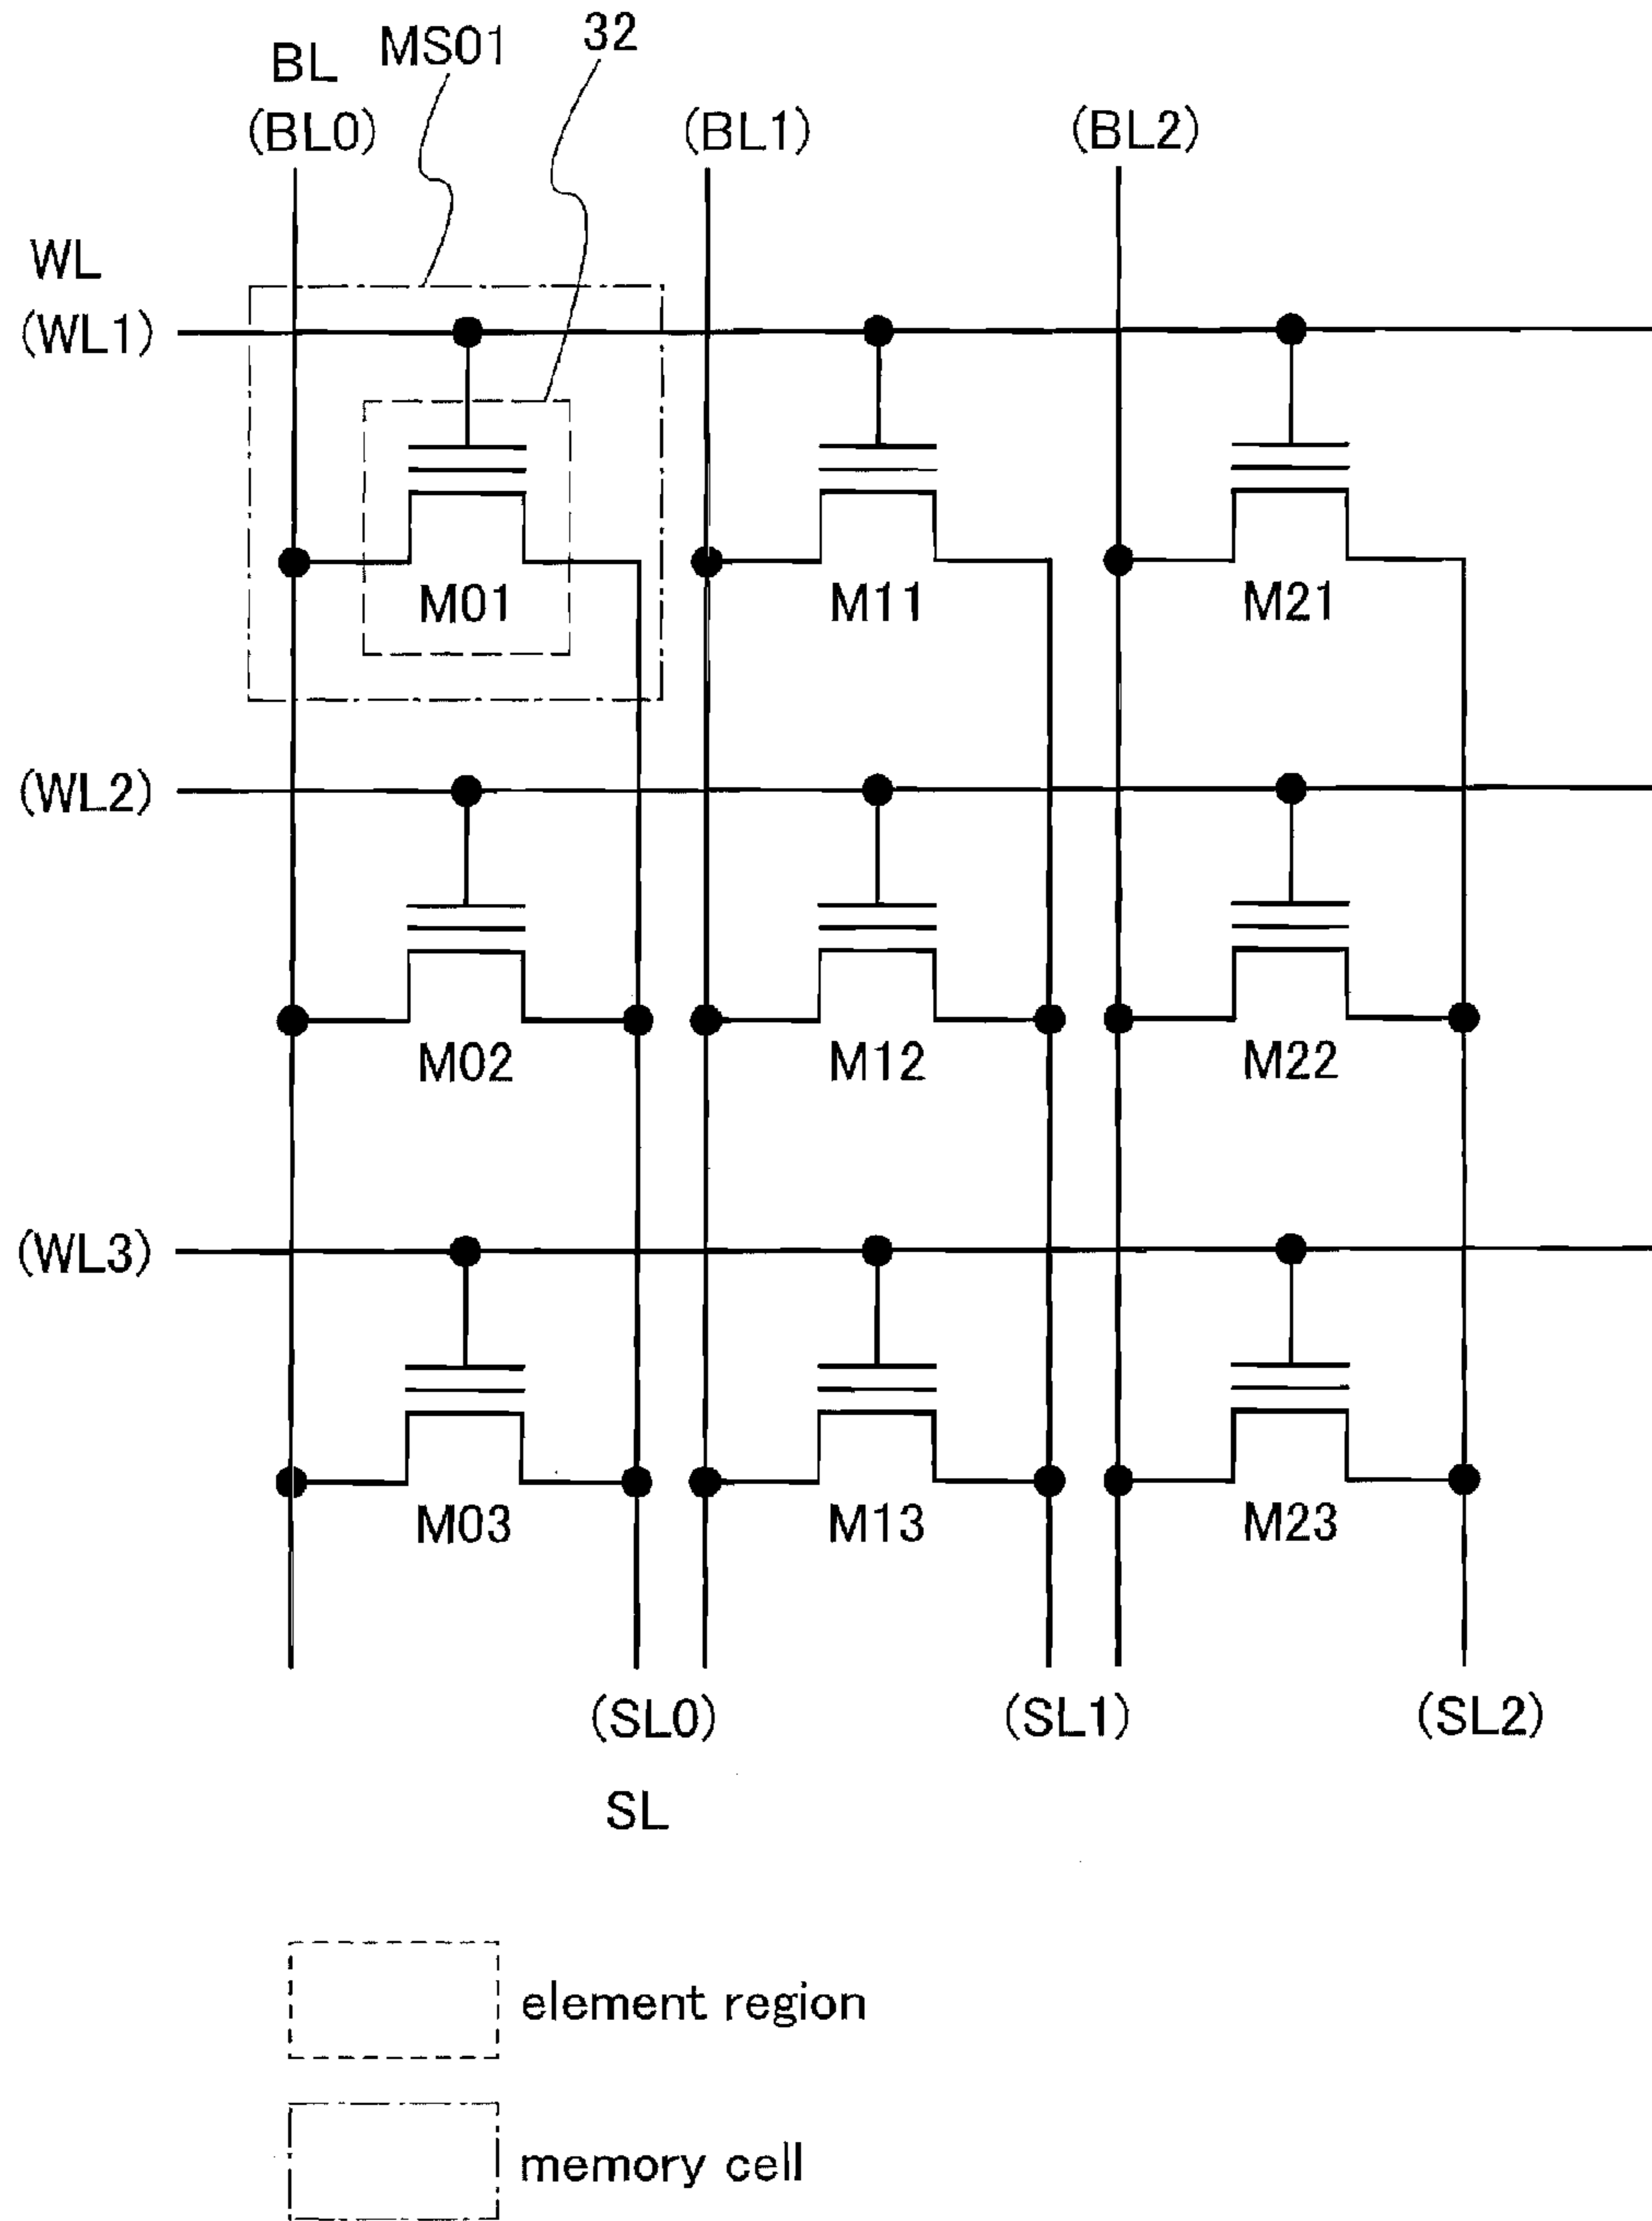 MS01
32
BL
(BL0)
(BL1)
(BL2)
WL
(WL1)
M01
M11
M21
(WL2)
M02
M12
M22
(WL3)
M03
M13
M23
(SL0)
(SL1)
(SL2)
SL
element region
memory cell